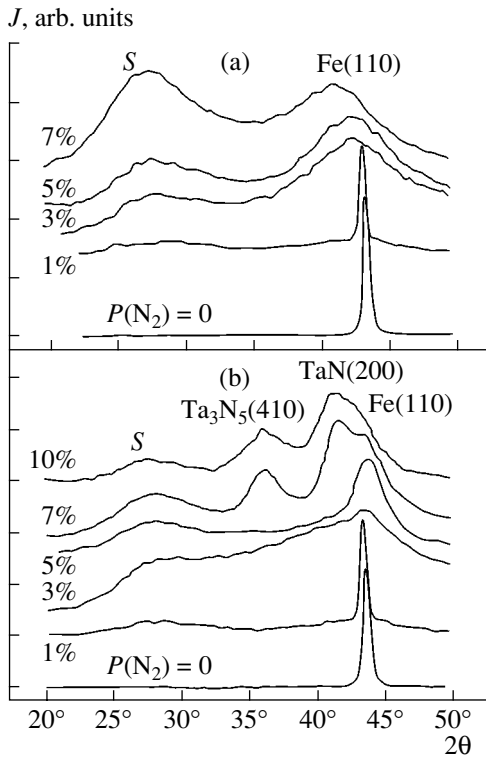 J, arb. units
S (a) Fe(110)
7%
5%
3%
1%
P(N₂) = 0
TaN(200)
(b)
Ta₃N₅(410) Fe(110)
S
10%
7%
5%
3%
1%
P(N₂) = 0
20° 25° 30° 35° 40° 45° 50°
2θ